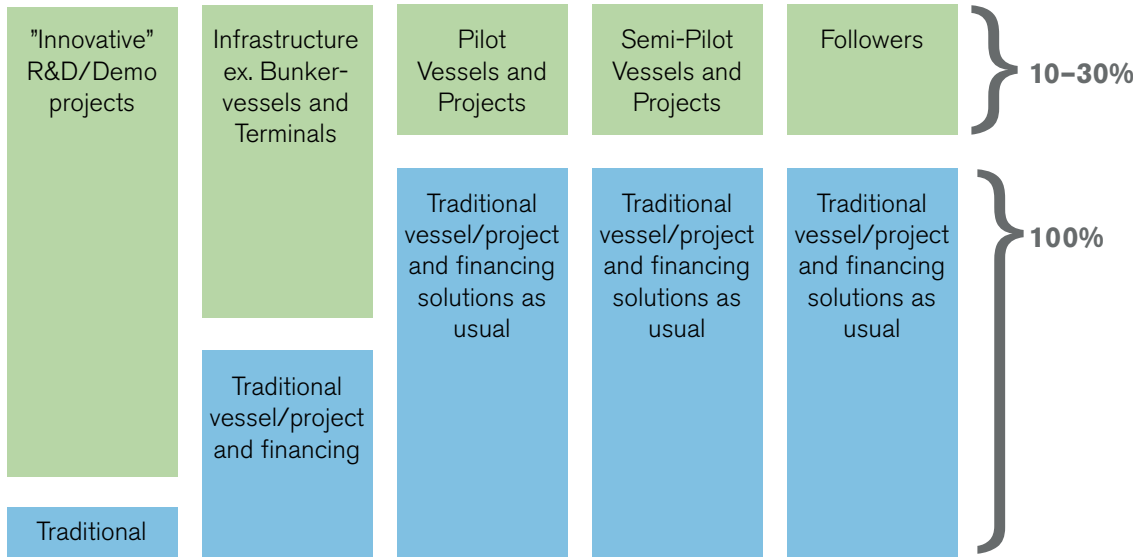 "Innovative"
R&D/Demo
projects
Infrastructure
ex. Bunker-
vessels and
Terminals
Pilot
Vessels and
Projects
Semi-Pilot
Vessels and
Projects
Followers
10–30%
Traditional
Traditional
vessel/project
and financing
Traditional
vessel/project
and financing
solutions as
usual
Traditional
vessel/project
and financing
solutions as
usual
Traditional
vessel/project
and financing
solutions as
usual
100%